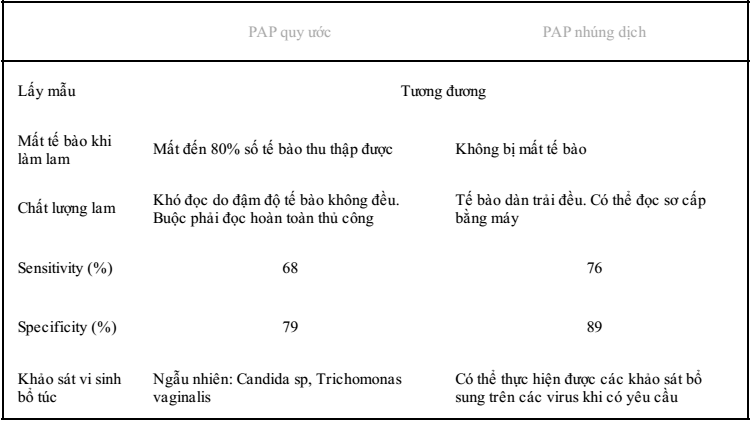 PAP quy ước PAP nhúng dịch
Lấy mẫu Tương đương
Mất tế bào khi
làm lam
Mất đến 80% số tế bào thu thập được Không bị mất tế bào
Chất lượng lam
Khó đọc do đậm độ tế bào không đều.
Buộc phải đọc hoàn toàn thủ công
Tế bào dàn trải đều. Có thể đọc sơ cấp
bằng máy
Sensitivity (%) 68 76
Specificity (%) 79 89
Khảo sát vi sinh
bổ túc
Ngẫu nhiên: Candida sp, Trichomonas
vaginalis
Có thể thực hiện được các khảo sát bổ
sung trên các virus khi có yêu cầu